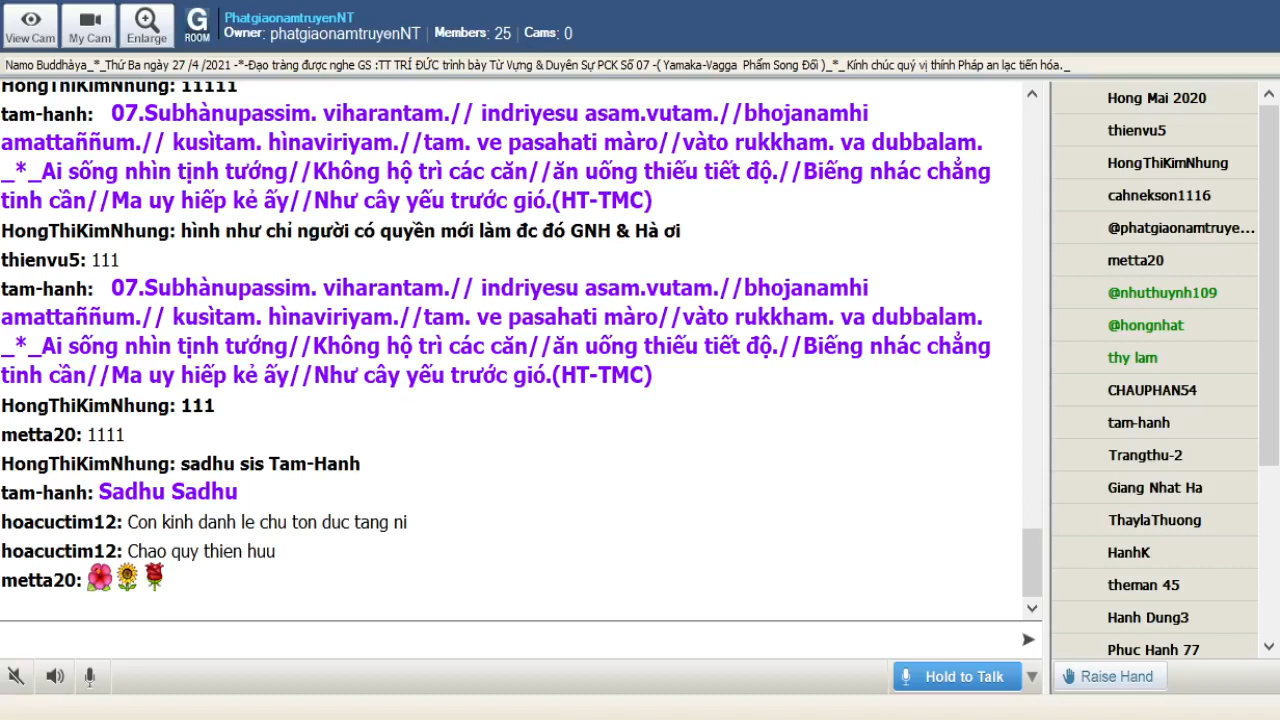 View Cam
My Cam
Enlarge
G
ROOM
PhatgiaonamtruyenNT
Owner: phatgiaonamtruyenNT | Members: 25 | Cams: 0
Namo Buddhàya_*_Thứ Ba ngày 27 /4 /2021 -*-Đạo tràng được nghe GS :TT TRÍ ĐỨC trình bày Từ Vựng & Duyên Sự PCK Số 07 -( Yamaka-Vagga Phẩm Song Đối )_*_ Kính chúc quý vị thính Pháp an lạc tiến hóa._
HongThiKimNhung: 11111
tam-hanh: 07.Subhànupassim. viharantam.// indriyesu asam.vutam.//bhojanamhi
amattaññum.// kusìtam. hìnaviriyam.//tam. ve pasahati màro//vàto rukkham. va dubbalam.
_*_Ai sống nhìn tịnh tướng//Không hộ trì các căn//ăn uống thiếu tiết độ.//Biếng nhác chẳng
tinh cần//Ma uy hiếp kẻ ấy//Như cây yếu trước gió.(HT-TMC)
HongThiKimNhung: hình như chỉ người có quyền mới làm đc đó GNH & Hà ơi
thienvu5: 111
tam-hanh: 07.Subhànupassim. viharantam.// indriyesu asam.vutam.//bhojanamhi
amattaññum.// kusìtam. hìnaviriyam.//tam. ve pasahati màro//vàto rukkham. va dubbalam.
_*_Ai sống nhìn tịnh tướng//Không hộ trì các căn//ăn uống thiếu tiết độ.//Biếng nhác chẳng
tinh cần//Ma uy hiếp kẻ ấy//Như cây yếu trước gió.(HT-TMC)
HongThiKimNhung: 111
metta20: 1111
HongThiKimNhung: sadhu sis Tam-Hanh
tam-hanh: Sadhu Sadhu
hoacuctim12: Con kinh danh le chu ton duc tang ni
hoacuctim12: Chao quy thien huu
metta20:
Hong Mai 2020
thienvu5
HongThiKimNhung
cahnekson1116
@phatgiaonamtruye...
metta20
@nhuthuynh109
@hongnhat
thy lam
CHAUPHAN54
tam-hanh
Trangthu-2
Giang Nhat Ha
ThaylaThuong
HanhK
theman 45
Hanh Dung3
Phuc Hanh 77
Hold to Talk
Raise Hand